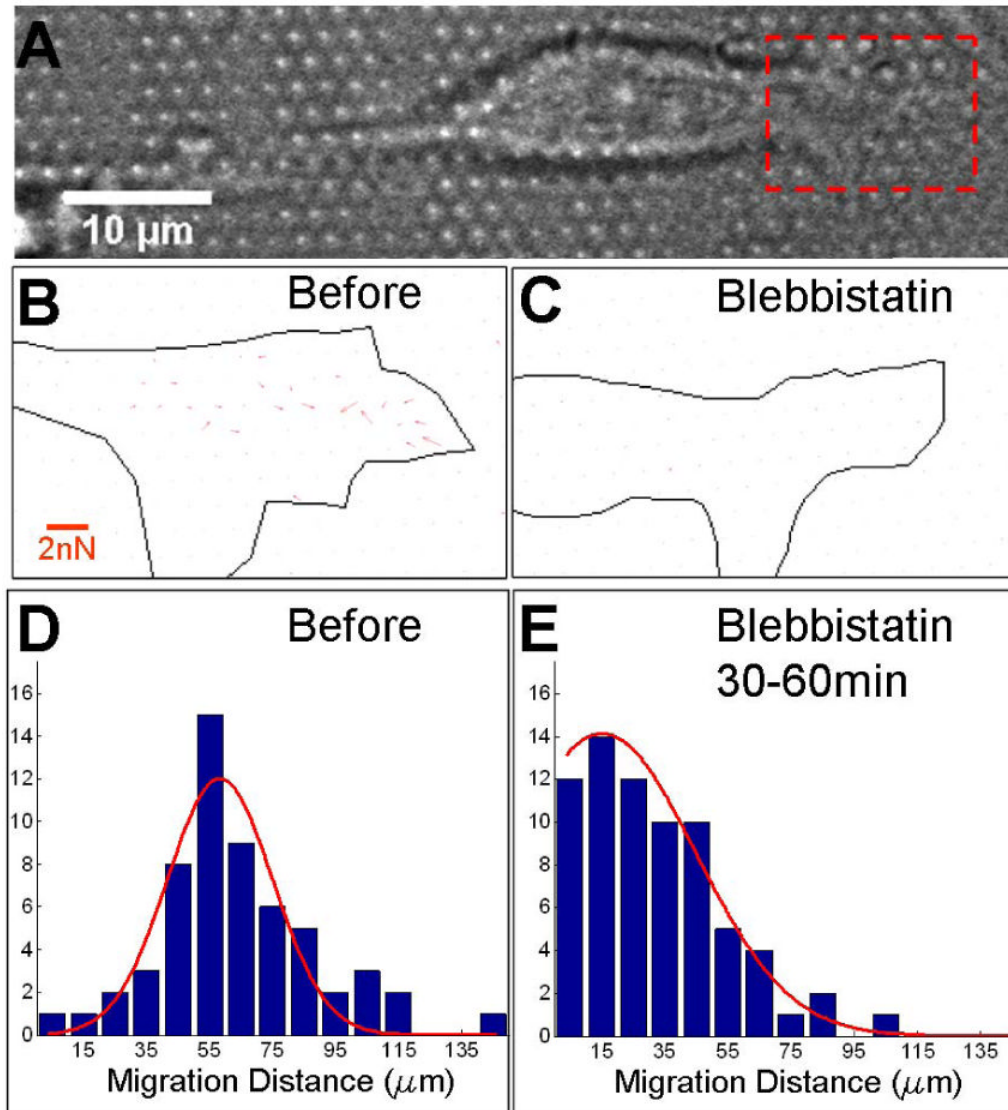 A
10 µm
B
Before
2nN
C
Blebbistatin
D
Before
16
14
12
10
8
6
4
2
0
15 35 55 75 95 115 135
Migration Distance (µm)
E
Blebbistatin
30-60min
16
14
12
10
8
6
4
2
0
15 35 55 75 95 115 135
Migration Distance (µm)